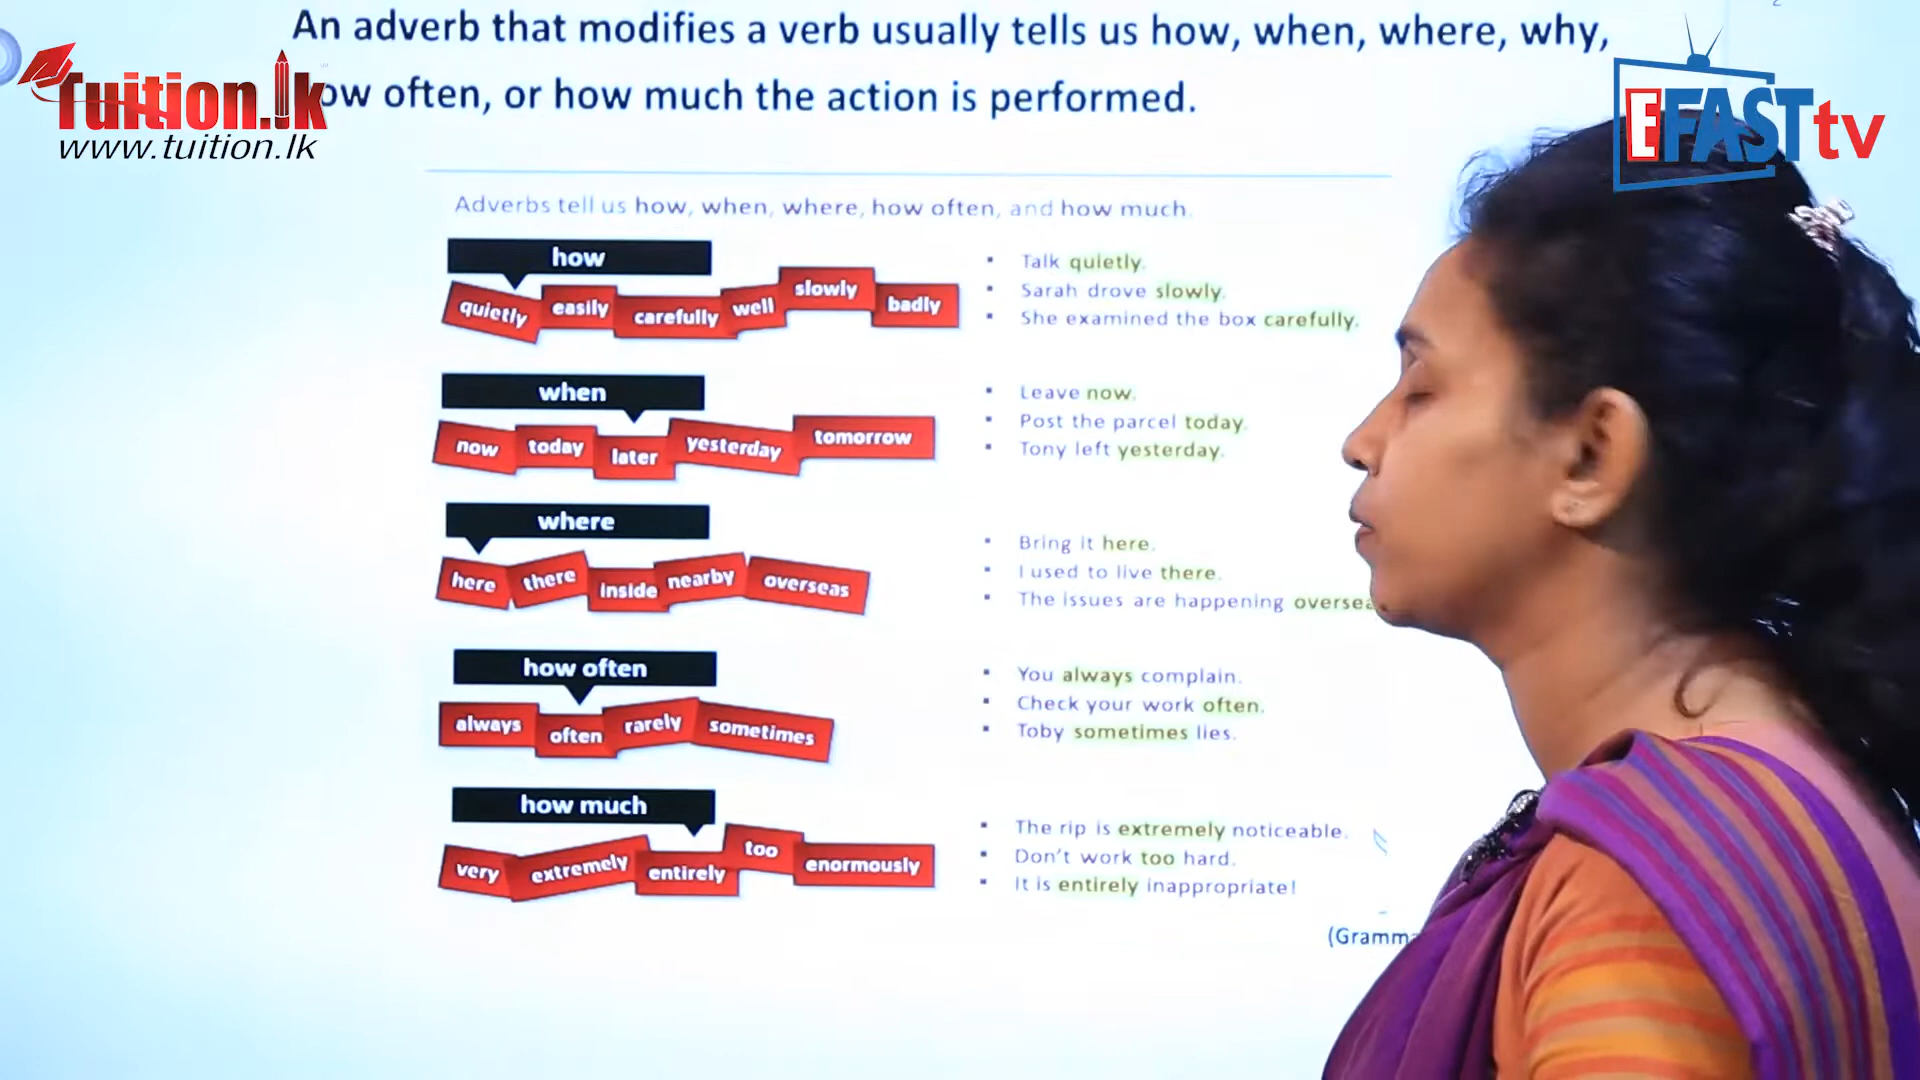 An adverb that modifies a verb usually tells us how, when, where, why,
ow often, or how much the action is performed.
Tuition.lk
www.tuition.lk
EFAST tv
Adverbs tell us how, when, where, how often, and how much.
how
quietly easily carefully well slowly badly
Talk quietly.
Sarah drove slowly.
She examined the box carefully.
when
now today later yesterday tomorrow
Leave now.
Post the parcel today.
Tony left yesterday.
where
here there inside nearby overseas
Bring it here.
I used to live there.
The issues are happening oversea
how often
always often rarely sometimes
You always complain.
Check your work often.
Toby sometimes lies.
how much
very extremely entirely too enormously
The rip is extremely noticeable.
Don't work too hard.
It is entirely inappropriate!
(Gramma